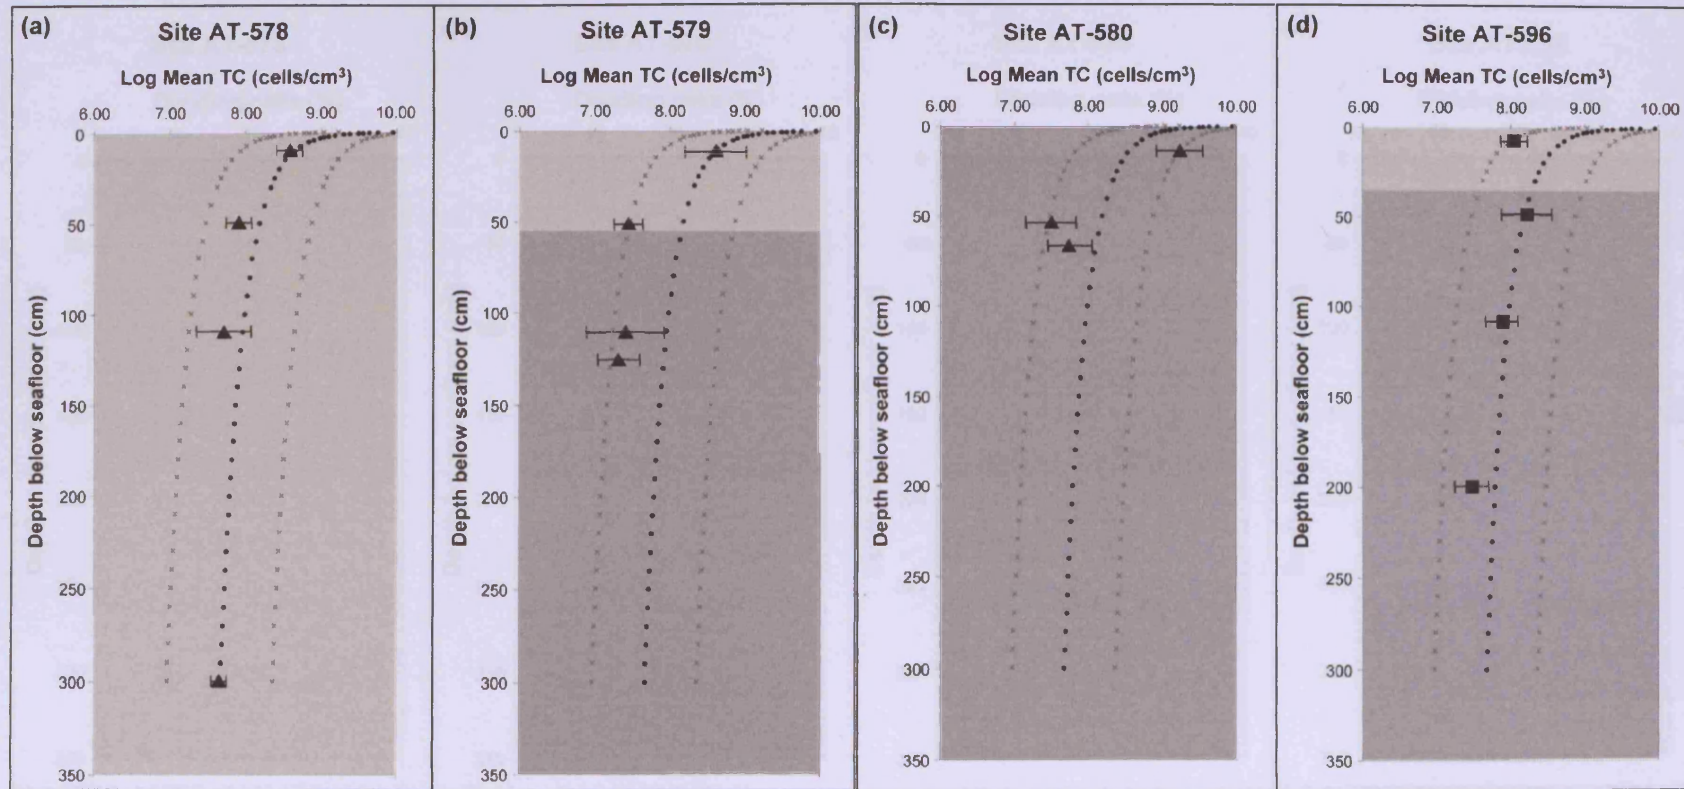 (a)
Site AT-578
Log Mean TC (cells/cm³)
6.00 7.00 8.00 9.00 10.00
0
50
100
150
200
250
300
350
Depth below seafloor (cm)
(b)
Site AT-579
Log Mean TC (cells/cm³)
6.00 7.00 8.00 9.00 10.00
0
50
100
150
200
250
300
350
Depth below seafloor (cm)
(c)
Site AT-580
Log Mean TC (cells/cm³)
6.00 7.00 8.00 9.00 10.00
0
50
100
150
200
250
300
350
Depth below seafloor (cm)
(d)
Site AT-596
Log Mean TC (cells/cm³)
6.00 7.00 8.00 9.00 10.00
0
50
100
150
200
250
300
350
Depth below seafloor (cm)